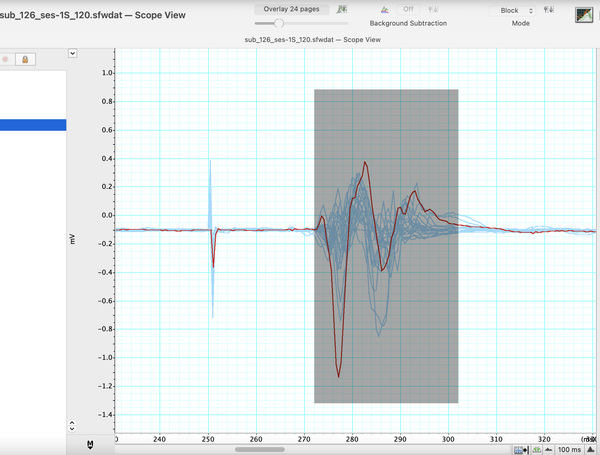 sub_126_ses-1S_120.sfwdat — Scope View
Overlay 24 pages
Off
Background Subtraction
Block
Mode
sub_126_ses-1S_120.sfwdat — Scope View
1.0
0.8
0.6
0.4
0.2
0.0
mV
−0.2
−0.4
−0.6
−0.8
−1.0
−1.2
−1.4
M
230 240 250 260 270 280 290 300 310 320
100 ms